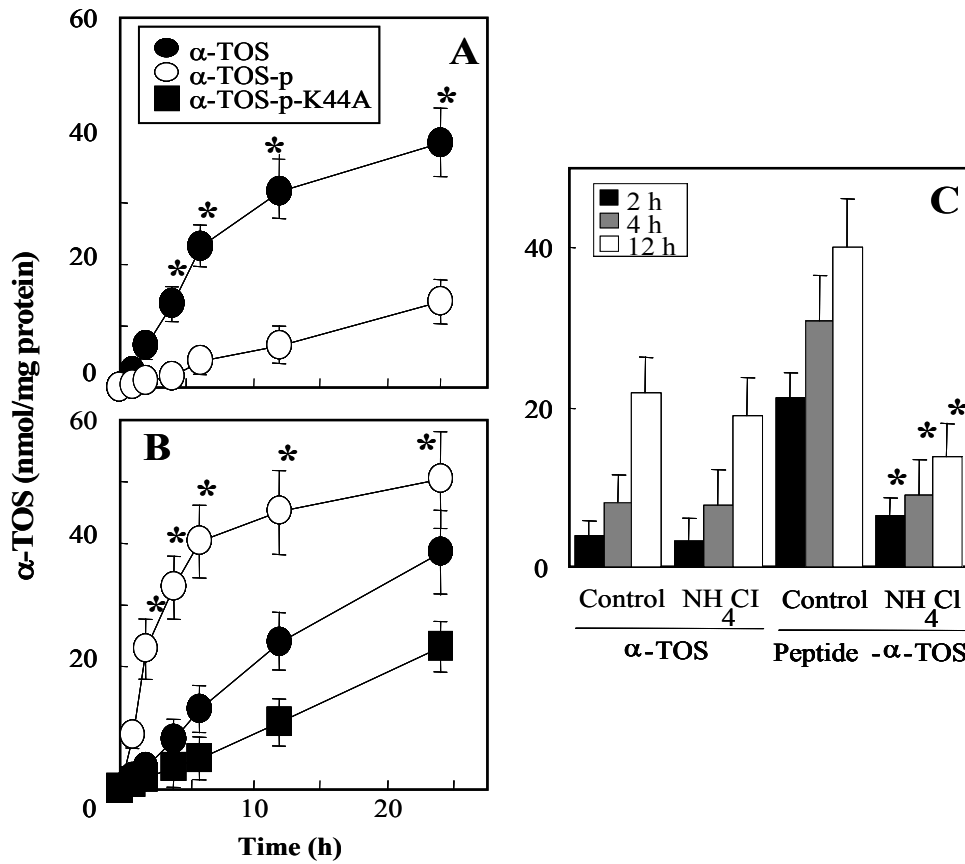 60
A
α-TOS
α-TOS-p
α-TOS-p-K44A
*
*
*
*
*
40
20
0
α-TOS (nmol/mg protein)
60
B
*
*
*
*
*
40
20
0
10
20
Time (h)
C
2 h
4 h
12 h
40
20
0
*
*
*
Control
NH4Cl
Control
NH4Cl
α-TOS
Peptide -α-TOS